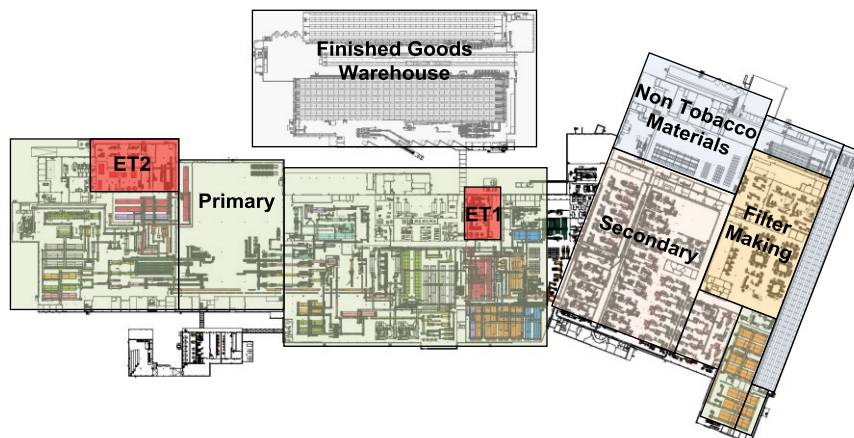 Finished Goods
Warehouse
Non Tobacco
Materials
ET2
Primary
ET1
Secondary
Filter
Making